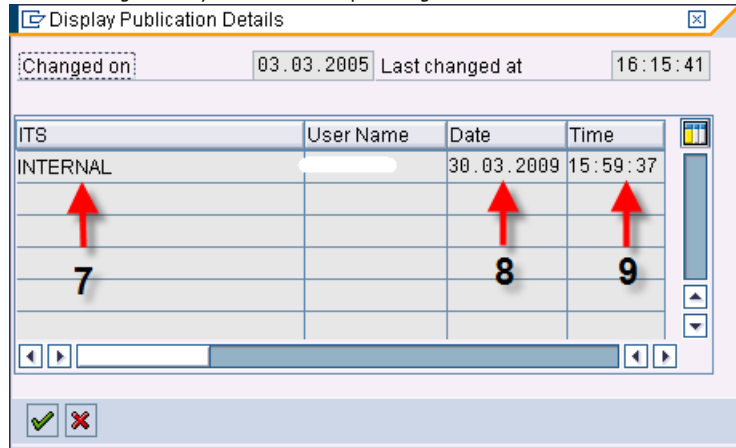 Display Publication Details
Changed on 03.03.2005 Last changed at 16:15:41
ITS User Name Date Time
INTERNAL 30.03.2009 15:59:37
7 8 9